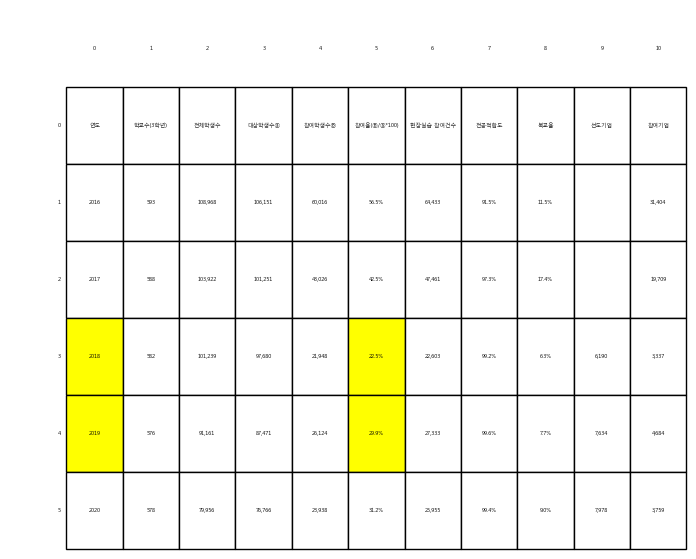 0 1 2 3 4 5 6 7 8 9 10
0 연도 학교수(3학년) 전체학생수 대상학생수① 참여학생수② 참여율)(②/①*100) 현장실습 참여건수 전공적합도 복교율 선도기업 참여기업
1 2016 593 108,968 106,151 60,016 56.5% 64,433 91.5% 11.5% 31,404
2 2017 588 103,922 101,251 43,026 42.5% 47,461 97.3% 17.4% 19,709
3 2018 582 101,239 97,680 21,948 22.5% 22,603 99.2% 6.3% 6,190 3,337
4 2019 576 91,161 87,471 26,124 29.9% 27,333 99.6% 7.7% 7,634 4,684
5 2020 578 79,956 76,766 23,938 31.2% 23,955 99.4% 9.0% 7,978 3,759